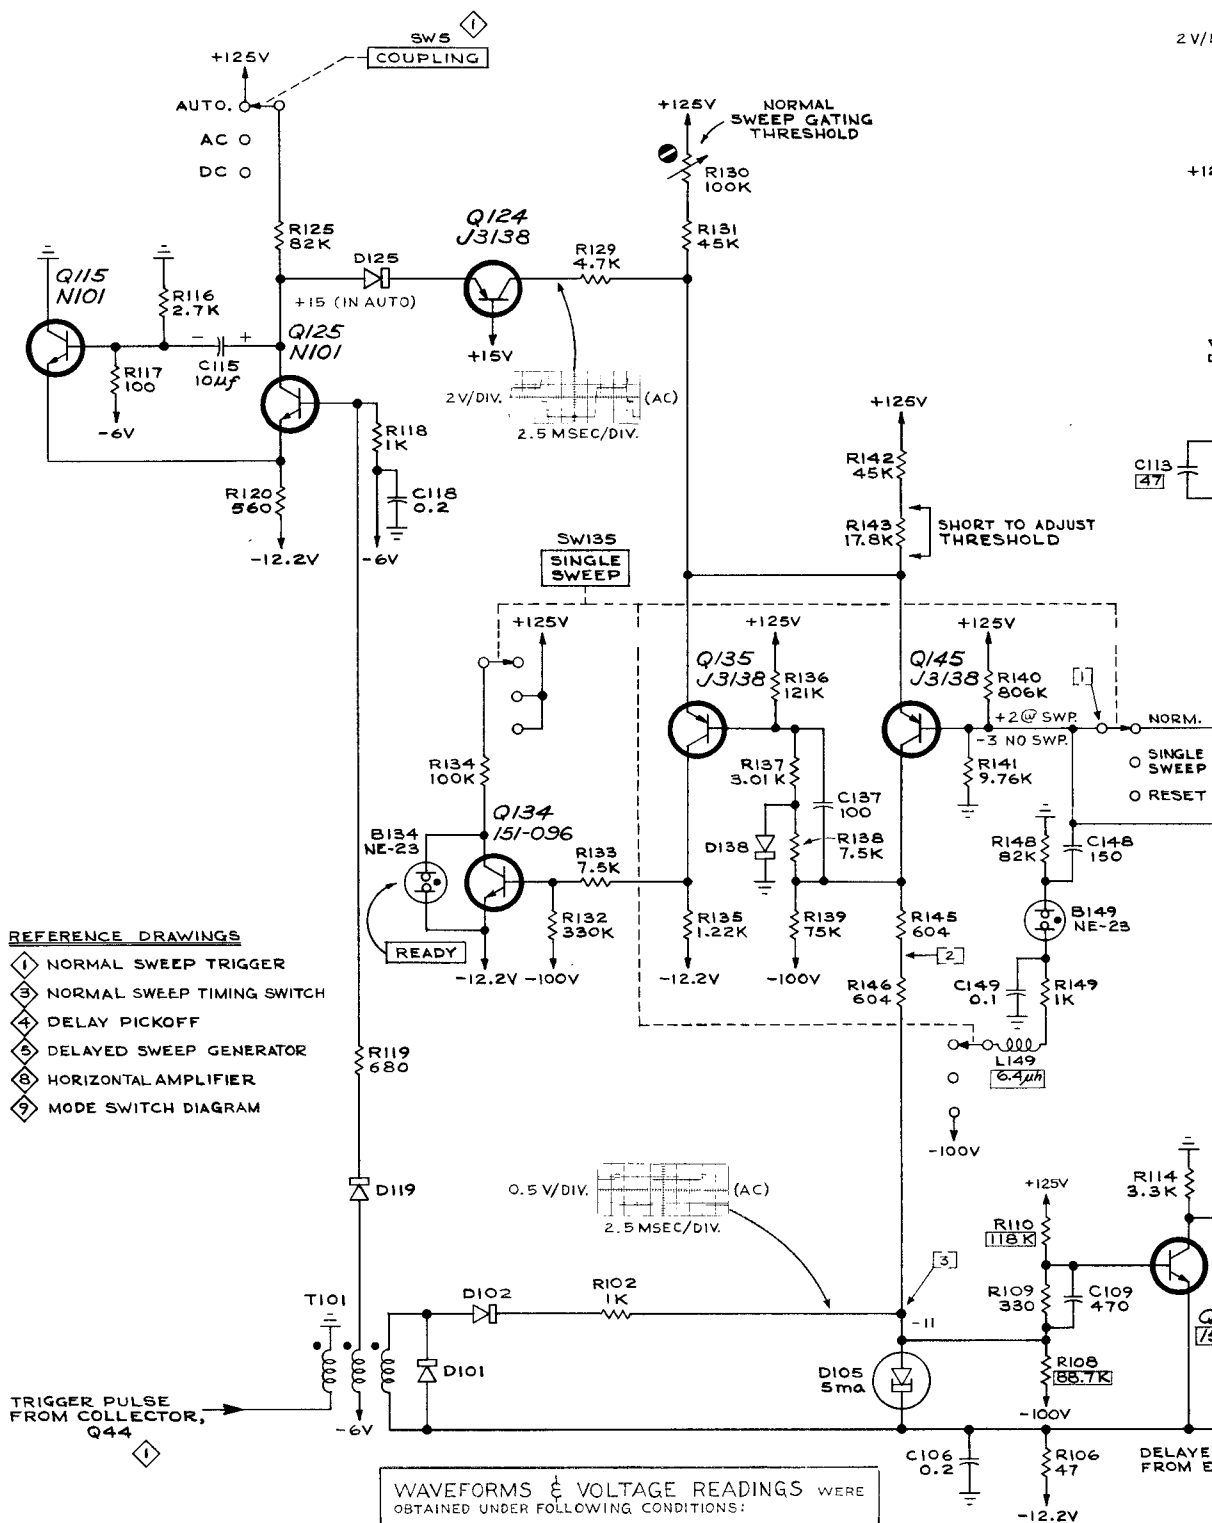 SW5
1
COUPLING
+125V
AUTO.
AC
DC
R125
82K
Q124
J3138
D125
+15 (IN AUTO)
+15V
R129
4.7K
2V/DIV.
(AC)
2.5 MSEC/DIV.
+125V
NORMAL
SWEEP GATING
THRESHOLD
R130
100K
R131
45K
2V/
+12
Q115
N101
R116
2.7K
R117
100
-6V
C115
10µf
- +
Q125
N101
R118
1K
C118
0.2
-6V
R120
560
-12.2V
+125V
R142
45K
R143
17.8K
SHORT TO ADJUST
THRESHOLD
C113
47
SW135
SINGLE
SWEEP
+125V
R134
100K
Q134
151-096
B134
NE-23
READY
R133
7.5K
R132
330K
-12.2V
-100V
+125V
Q135
J3138
R136
121K
R137
3.01K
C137
100
D138
R138
7.5K
R135
1.22K
-12.2V
R139
75K
-100V
+125V
Q145
J3138
R140
806K
+2 @ SWP.
-3 NO SWP.
R141
9.76K
1
NORM.
SINGLE
SWEEP
RESET
R148
82K
C148
150
B149
NE-23
R145
604
2
R146
604
C149
0.1
R149
1K
L149
6.4µh
-100V
REFERENCE DRAWINGS
1 NORMAL SWEEP TRIGGER
3 NORMAL SWEEP TIMING SWITCH
4 DELAY PICKOFF
5 DELAYED SWEEP GENERATOR
8 HORIZONTAL AMPLIFIER
9 MODE SWITCH DIAGRAM
R119
680
D119
0.5 V/DIV.
(AC)
2.5 MSEC/DIV.
T101
D102
R102
1K
D101
-6V
3
-11
D105
5ma
+125V
R110
118K
R109
330
C109
470
R108
88.7K
-100V
R114
3.3K
Q
15
TRIGGER PULSE
FROM COLLECTOR,
Q44
1
C106
0.2
R106
47
-12.2V
DELAYE
FROM E
WAVEFORMS & VOLTAGE READINGS WERE
OBTAINED UNDER FOLLOWING CONDITIONS: